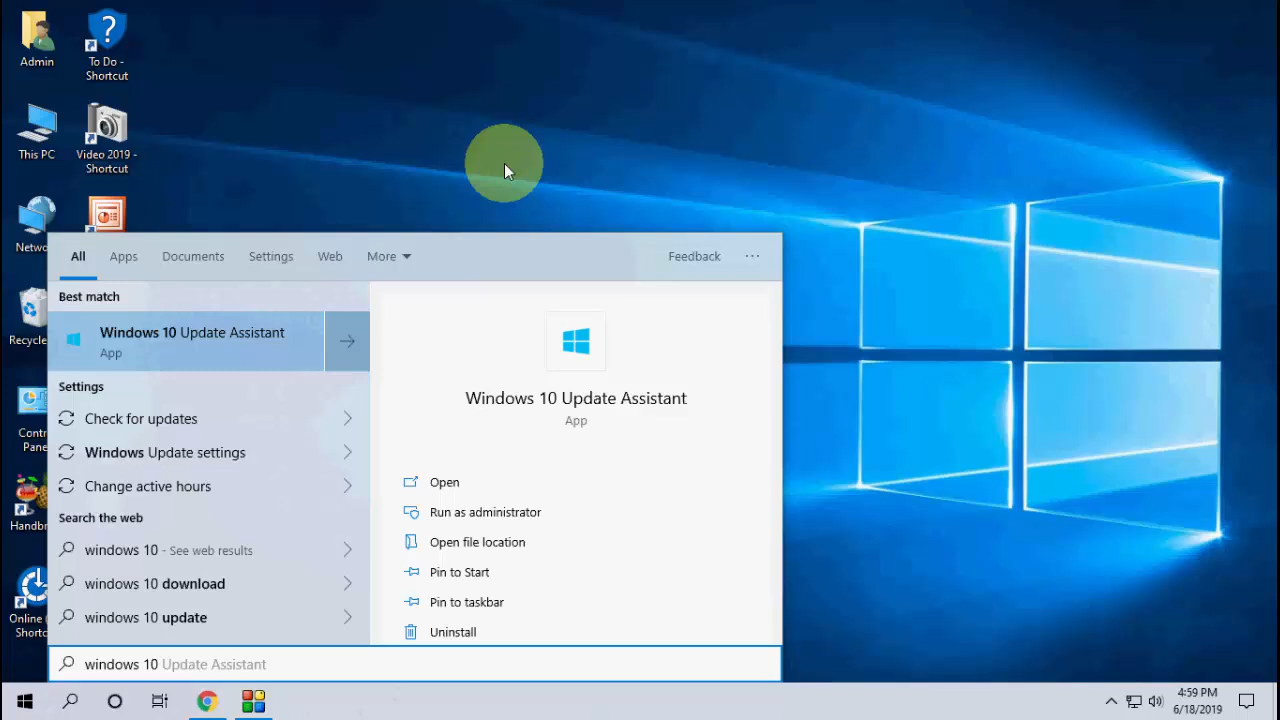 Admin
To Do -
Shortcut
This PC
Video 2019 -
Shortcut
Netwo
Recycle
Contr
Pane
Handbr
Online (
Shortc
All Apps Documents Settings Web More Feedback ...
Best match
Windows 10 Update Assistant
App
Settings
Check for updates
Windows Update settings
Change active hours
Search the web
windows 10 - See web results
windows 10 download
windows 10 update
Windows 10 Update Assistant
App
Open
Run as administrator
Open file location
Pin to Start
Pin to taskbar
Uninstall
windows 10 Update Assistant
4:59 PM
6/18/2019